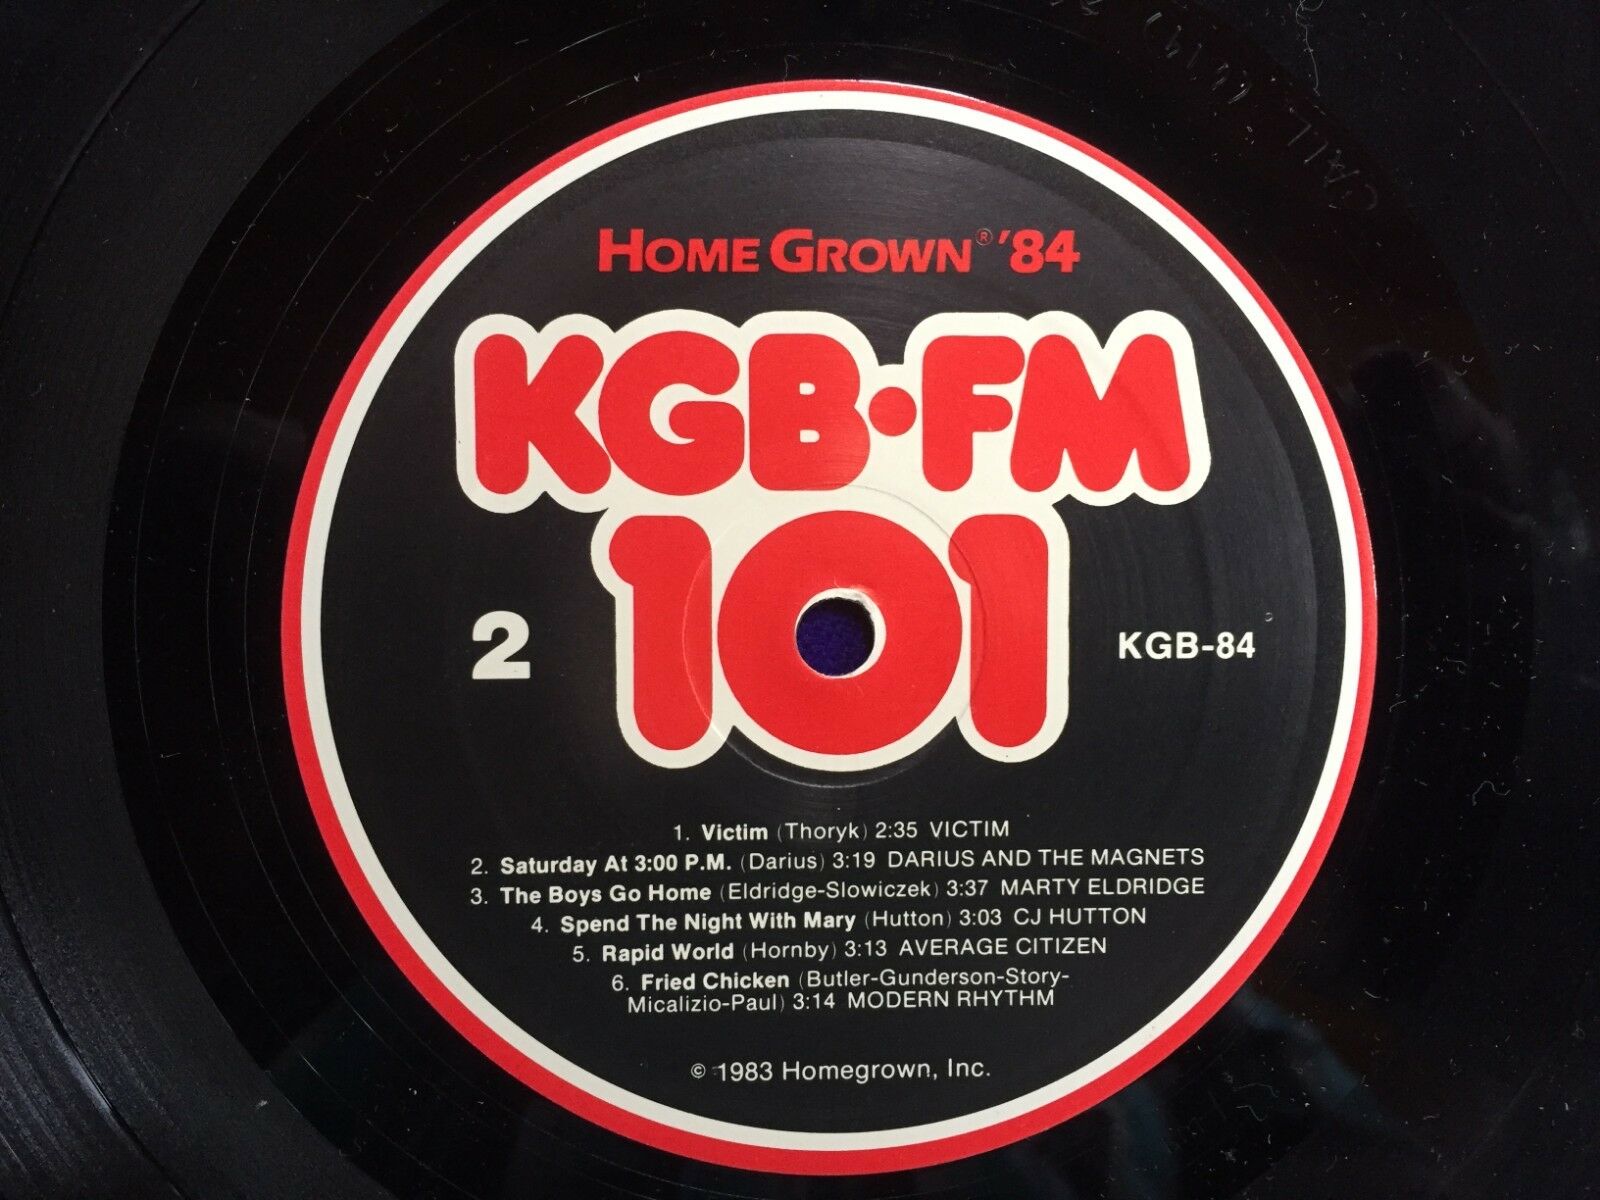 HOME GROWN® '84
KGB·FM
101
2
KGB-84
1. Victim (Thoryk) 2:35 VICTIM
2. Saturday At 3:00 P.M. (Darius) 3:19 DARIUS AND THE MAGNETS
3. The Boys Go Home (Eldridge-Slowiczek) 3:37 MARTY ELDRIDGE
4. Spend The Night With Mary (Hutton) 3:03 CJ HUTTON
5. Rapid World (Hornby) 3:13 AVERAGE CITIZEN
6. Fried Chicken (Butler-Gunderson-Story-
Micalizio-Paul) 3:14 MODERN RHYTHM
© 1983 Homegrown, Inc.
CALL (619)